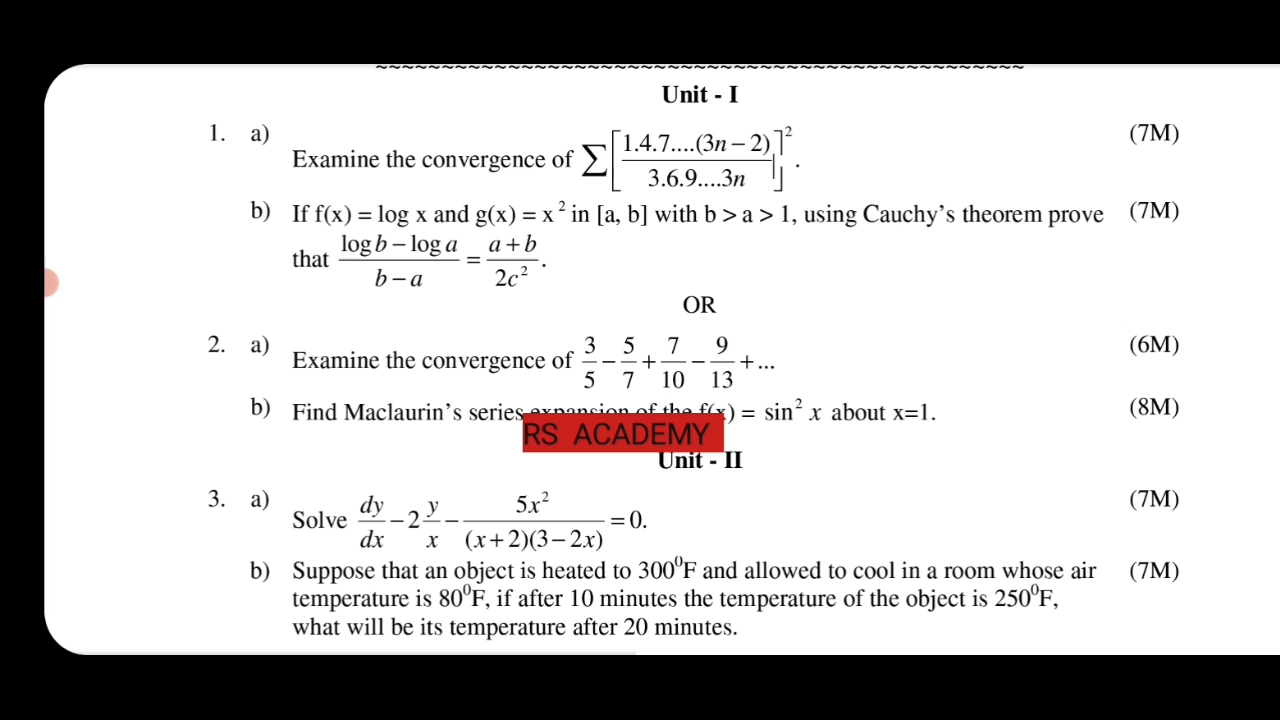 Unit - I
1. a) Examine the convergence of ∑[1.4.7....(3n – 2) / 3.6.9....3n]². (7M)
b) If f(x) = log x and g(x) = x² in [a, b] with b > a > 1, using Cauchy's theorem prove (7M)
that (log b – log a)/(b – a) = (a + b)/(2c²).
OR
2. a) Examine the convergence of 3/5 – 5/7 + 7/10 – 9/13 + ... (6M)
b) Find Maclaurin's series expansion of the f(x) = sin² x about x=1. (8M)
RS ACADEMY
Unit - II
3. a) Solve dy/dx – 2 y/x – 5x²/((x + 2)(3 – 2x)) = 0. (7M)
b) Suppose that an object is heated to 300⁰F and allowed to cool in a room whose air (7M)
temperature is 80⁰F, if after 10 minutes the temperature of the object is 250⁰F,
what will be its temperature after 20 minutes.